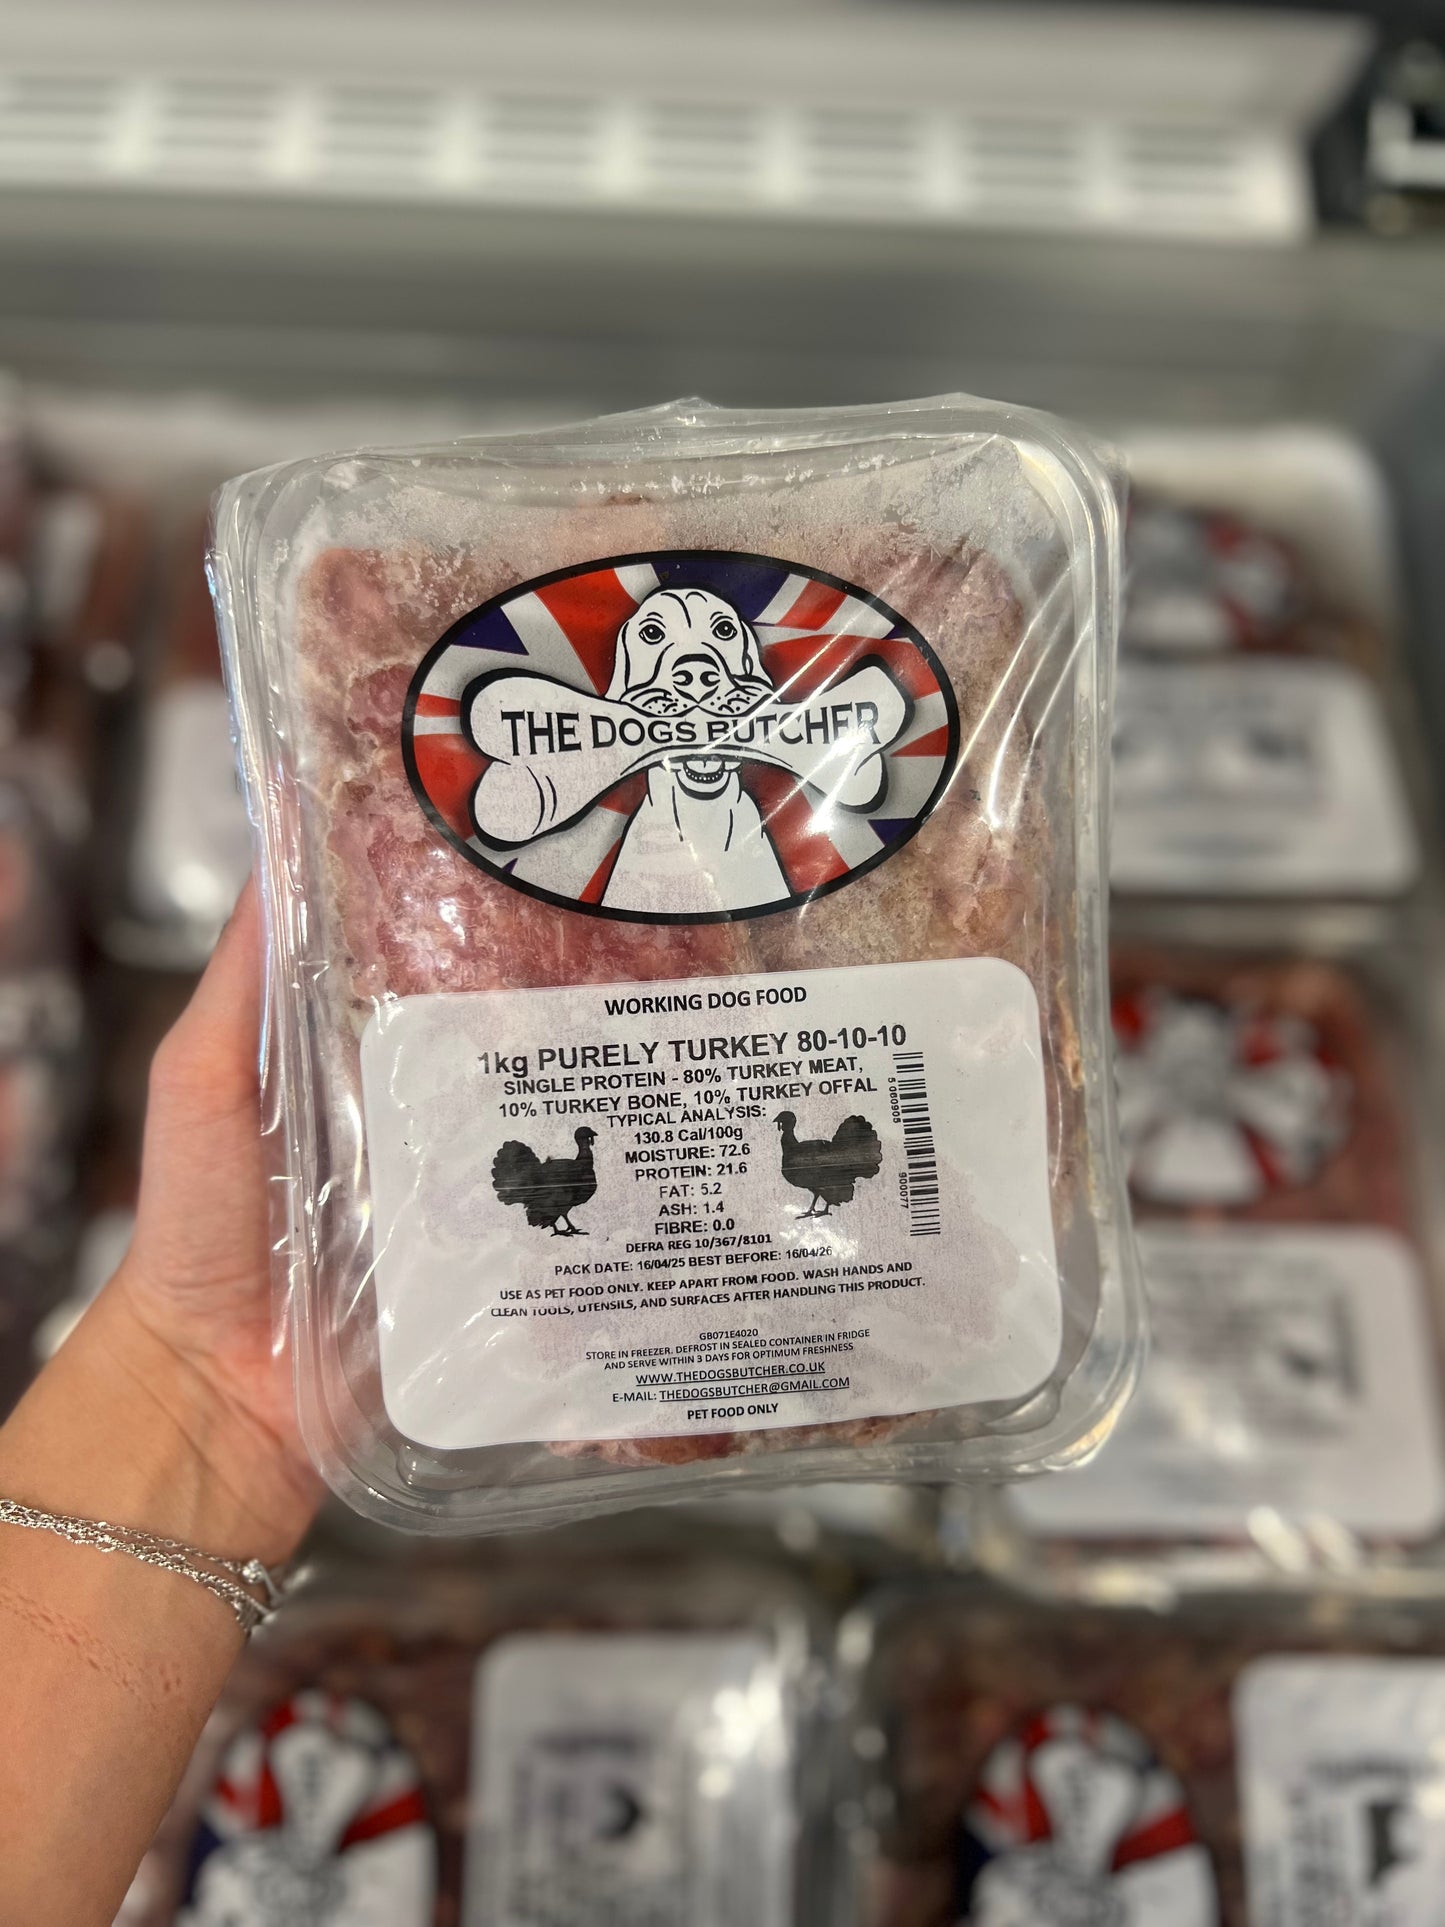 THE DOGS BUTCHER
WORKING DOG FOOD
1kg PURELY TURKEY 80-10-10
SINGLE PROTEIN - 80% TURKEY MEAT,
10% TURKEY BONE, 10% TURKEY OFFAL
TYPICAL ANALYSIS:
130.8 Cal/100g
MOISTURE: 72.6
PROTEIN: 21.6
FAT: 5.2
ASH: 1.4
FIBRE: 0.0
5 060905 900077
DEFRA REG 10/367/8101
PACK DATE: 16/04/25 BEST BEFORE: 16/04/26
USE AS PET FOOD ONLY. KEEP APART FROM FOOD. WASH HANDS AND
CLEAN TOOLS, UTENSILS, AND SURFACES AFTER HANDLING THIS PRODUCT.
GB071E4020
STORE IN FREEZER. DEFROST IN SEALED CONTAINER IN FRIDGE
AND SERVE WITHIN 3 DAYS FOR OPTIMUM FRESHNESS
WWW.THEDOGSBUTCHER.CO.UK
E-MAIL: THEDOGSBUTCHER@GMAIL.COM
PET FOOD ONLY